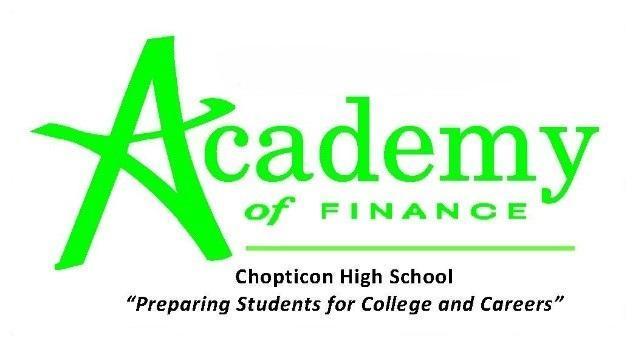 Academy
of FINANCE
Chopticon High School
“Preparing Students for College and Careers”